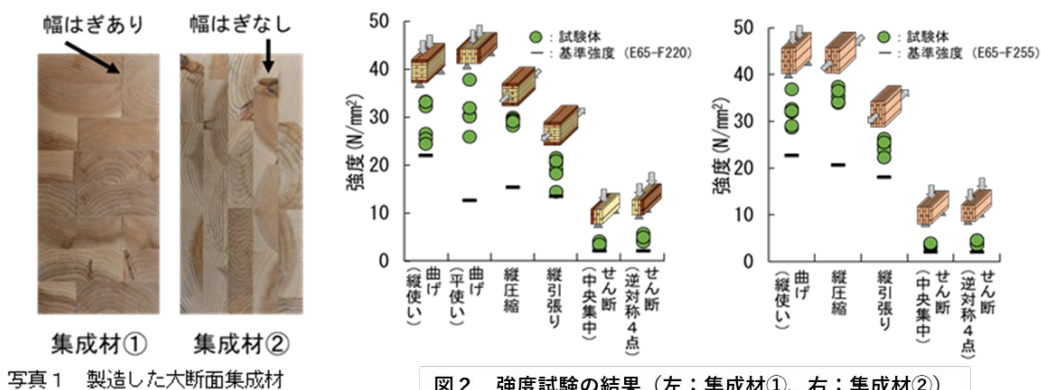 幅はぎあり
幅はぎなし
集成材①
集成材②
写真1 製造した大断面集成材
強度(N/mm²)
50
40
30
20
10
0
：試験体
：基準強度（E65-F220）
曲げ
（縦使い）
曲げ
（平使い）
縦圧縮
縦引張り
せん断
（中央集中）
せん断
（逆対称4点）
強度(N/mm²)
50
40
30
20
10
0
：試験体
：基準強度（E65-F255）
曲げ
（縦使い）
縦圧縮
縦引張り
せん断
（中央集中）
せん断
（逆対称4点）
図2 強度試験の結果（左：集成材①、右：集成材②）